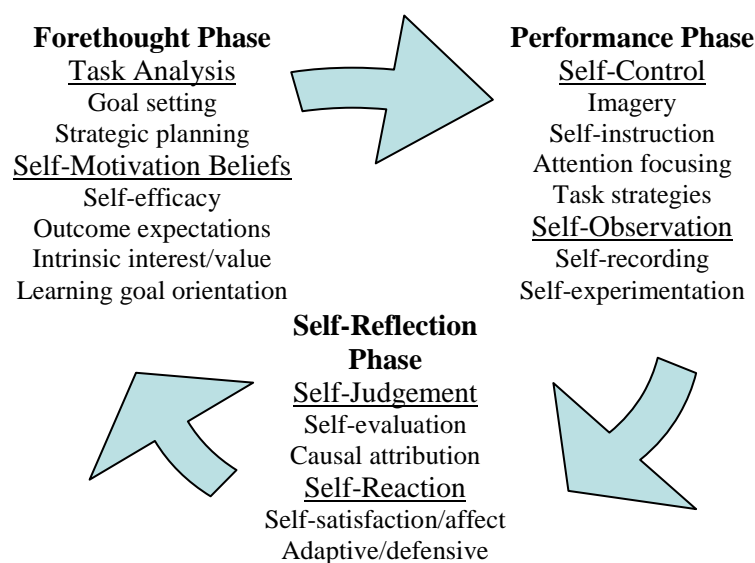 Forethought Phase
Task Analysis
Goal setting
Strategic planning
Self-Motivation Beliefs
Self-efficacy
Outcome expectations
Intrinsic interest/value
Learning goal orientation
Performance Phase
Self-Control
Imagery
Self-instruction
Attention focusing
Task strategies
Self-Observation
Self-recording
Self-experimentation
Self-Reflection
Phase
Self-Judgement
Self-evaluation
Causal attribution
Self-Reaction
Self-satisfaction/affect
Adaptive/defensive